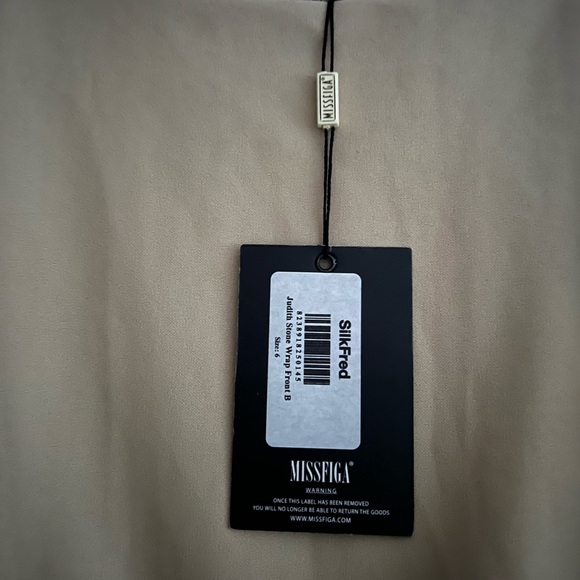 MISSFIGA®
SilkFred
8238918250145
Judith Stone Wrap Front B
Size: 6
MISSFIGA®
WARNING
ONCE THIS LABEL HAS BEEN REMOVED
YOU WILL NO LONGER BE ABLE TO RETURN THE GOODS
WWW.MISSFIGA.COM